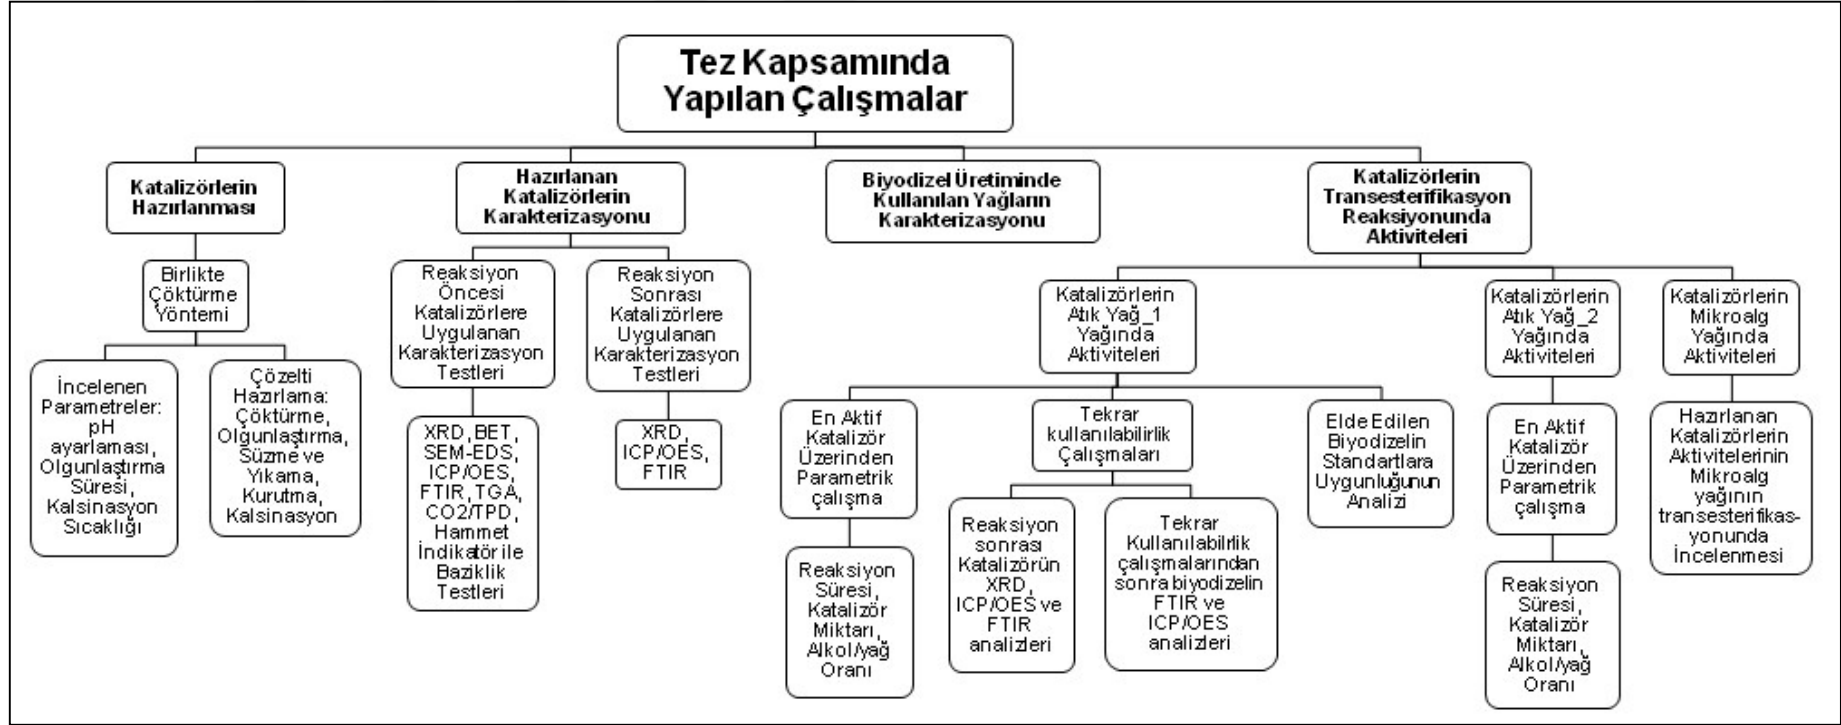 Tez Kapsamında
Yapılan Çalışmalar
Katalizörlerin
Hazırlanması
Hazırlanan
Katalizörlerin
Karakterizasyonu
Biyodizel Üretiminde
Kullanılan Yağların
Karakterizasyonu
Katalizörlerin
Transesterifikasyon
Reaksiyonunda
Aktiviteleri
Birlikte
Çöktürme
Yöntemi
Reaksiyon
Öncesi
Katalizörlere
Uygulanan
Karakterizasyon
Testleri
Reaksiyon
Sonrası
Katalizörlere
Uygulanan
Karakterizasyon
Testleri
Katalizörlerin
Atık Yağ_1
Yağında
Aktiviteleri
Katalizörlerin
Atık Yağ_2
Yağında
Aktiviteleri
Katalizörlerin
Mikroalg
Yağında
Aktiviteleri
İncelenen
Parametreler:
pH
ayarlaması,
Olgunlaştırma
Süresi,
Kalsinasyon
Sıcaklığı
Çözelti
Hazırlama:
Çöktürme,
Olgunlaştırma,
Süzme ve
Yıkama,
Kurutma,
Kalsinasyon
XRD, BET,
SEM-EDS,
ICP/OES,
FTIR, TGA,
CO2/TPD,
Hammet
İndikatör ile
Baziklik
Testleri
XRD,
ICP/OES,
FTIR
En Aktif
Katalizör
Üzerinden
Parametrik
çalışma
Tekrar
kullanılabilirlik
Çalışmaları
Elde Edilen
Biyodizelin
Standartlara
Uygunluğunun
Analizi
En Aktif
Katalizör
Üzerinden
Parametrik
çalışma
Hazırlanan
Katalizörlerin
Aktivitelerinin
Mikroalg
yağının
transesterifikas-
yonunda
İncelenmesi
Reaksiyon
Süresi,
Katalizör
Miktarı,
Alkol/yağ
Oranı
Reaksiyon
sonrası
Katalizörün
XRD,
ICP/OES ve
FTIR
analizleri
Tekrar
Kullanılabilirlik
çalışmalarından
sonra biyodizelin
FTIR ve
ICP/OES
analizleri
Reaksiyon
Süresi,
Katalizör
Miktarı,
Alkol/yağ
Oranı